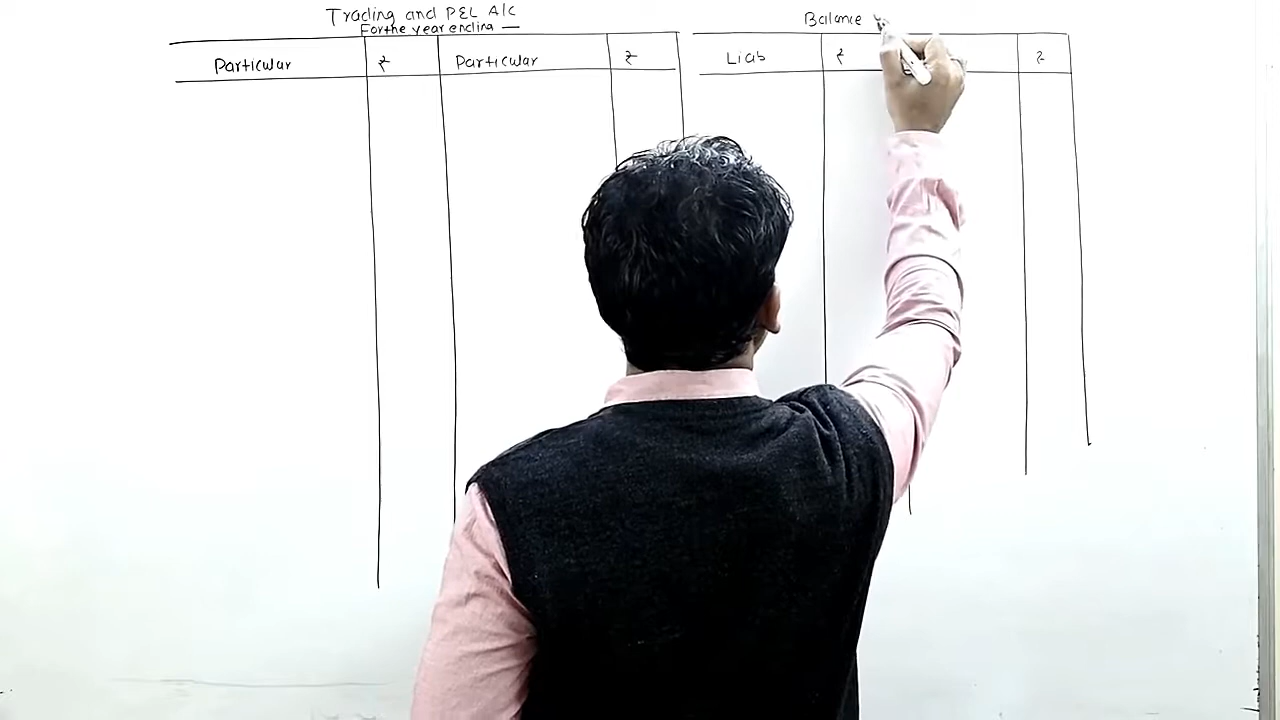 Trading and P&L A/c
For the year ending —
Particular ₹ Particular ₹
Balance
Liab ₹ ₹